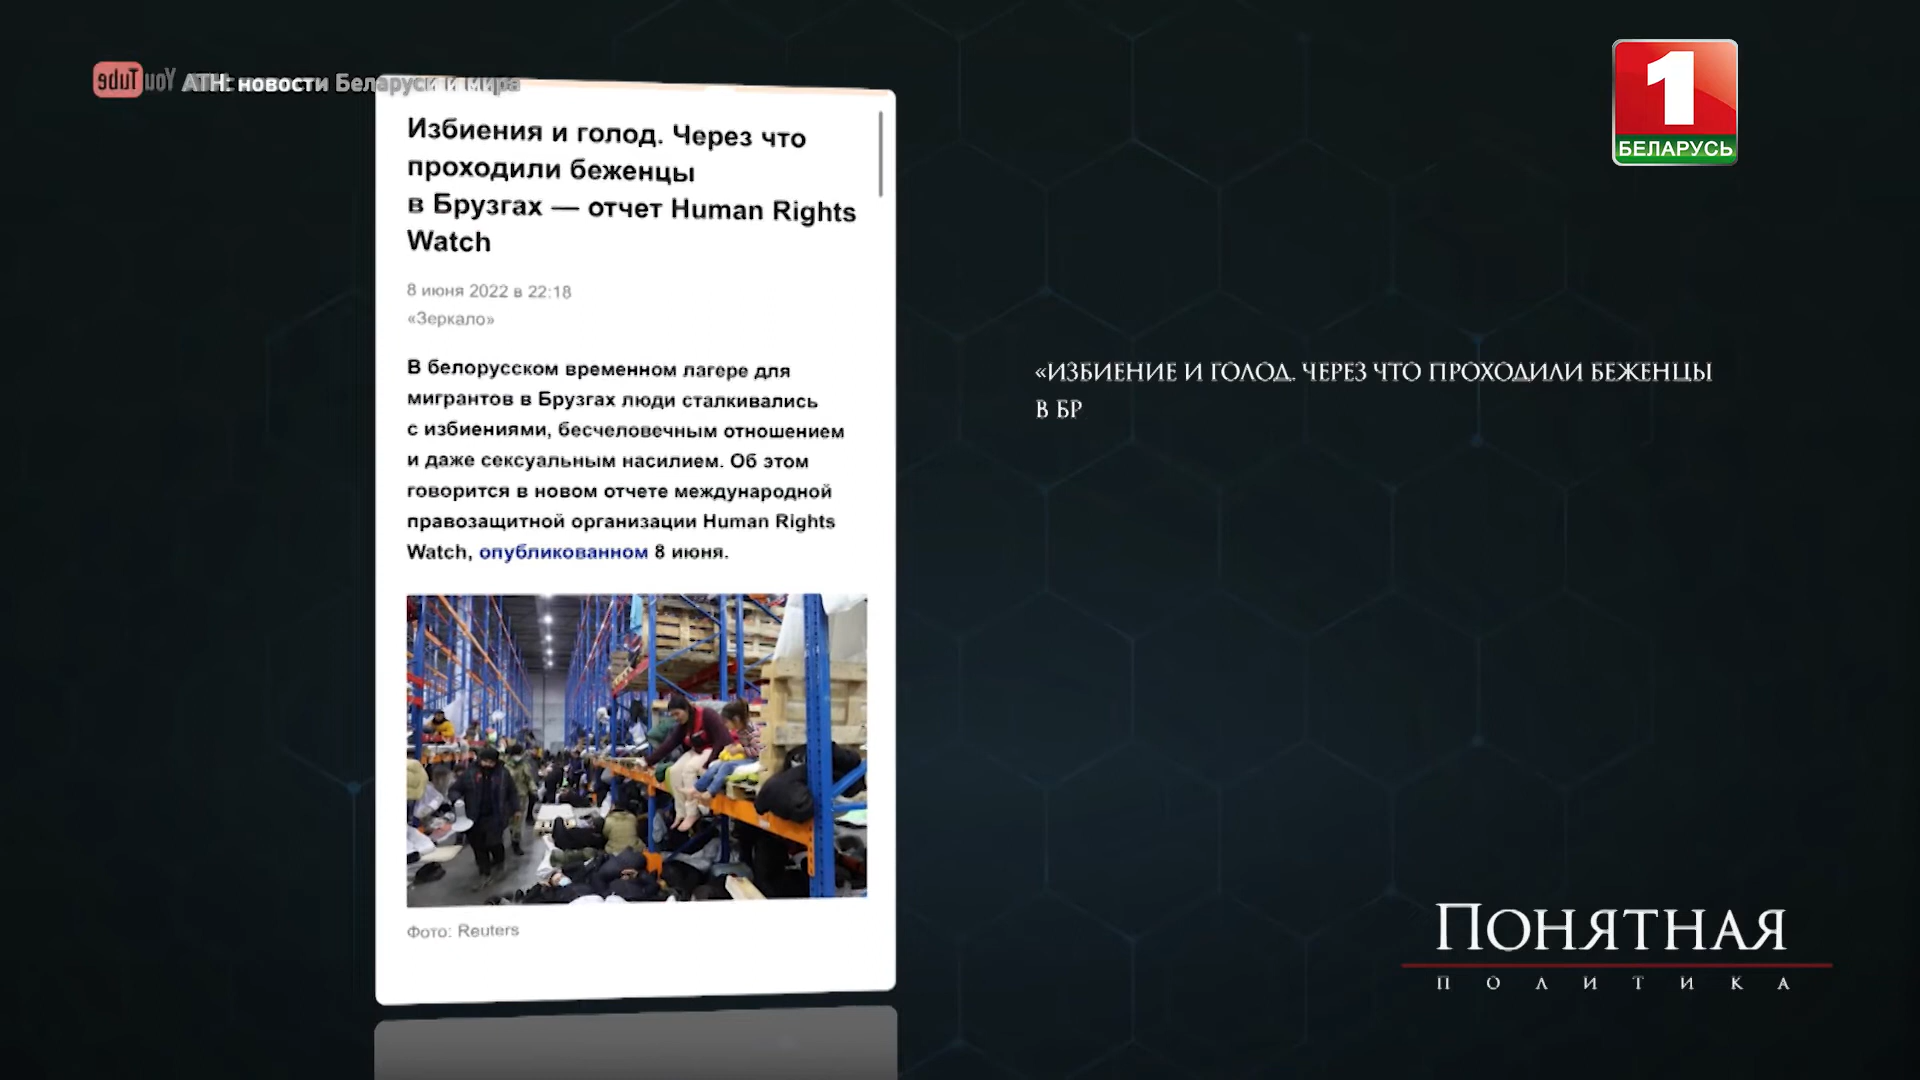 YouTube АТН: новости Беларуси и мира
1
БЕЛАРУСЬ
Избиения и голод. Через что
проходили беженцы
в Брузгах — отчет Human Rights
Watch
8 июня 2022 в 22:18
«Зеркало»
В белорусском временном лагере для
мигрантов в Брузгах люди сталкивались
с избиениями, бесчеловечным отношением
и даже сексуальным насилием. Об этом
говорится в новом отчете международной
правозащитной организации Human Rights
Watch, опубликованном 8 июня.
Фото: Reuters
«ИЗБИЕНИЕ И ГОЛОД. ЧЕРЕЗ ЧТО ПРОХОДИЛИ БЕЖЕНЦЫ
В БР
ПОНЯТНАЯ
ПОЛИТИКА